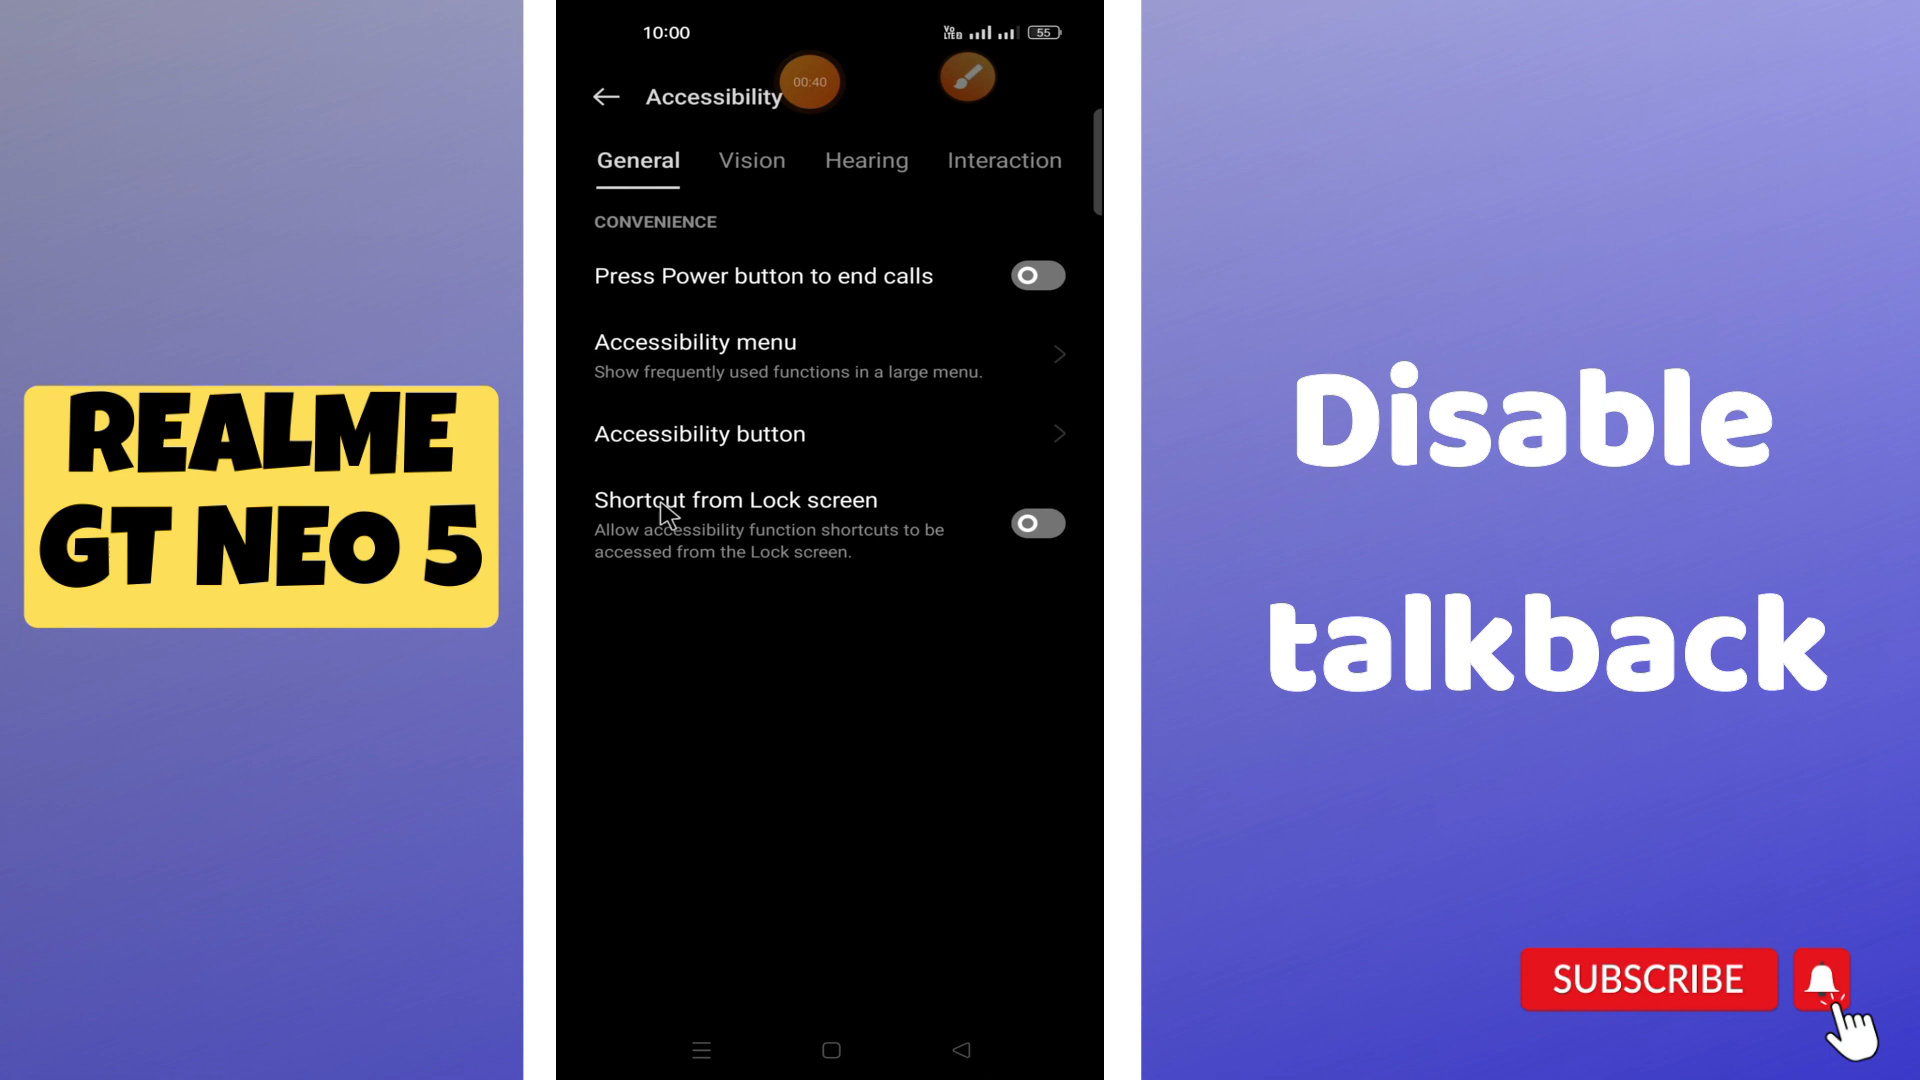 REALME
GT NEO 5
10:00
Vo
LTE2
55
00:40
Accessibility
General
Vision
Hearing
Interaction
CONVENIENCE
Press Power button to end calls
Accessibility menu
Show frequently used functions in a large menu.
Accessibility button
Shortcut from Lock screen
Allow accessibility function shortcuts to be
accessed from the Lock screen.
Disable
talkback
SUBSCRIBE